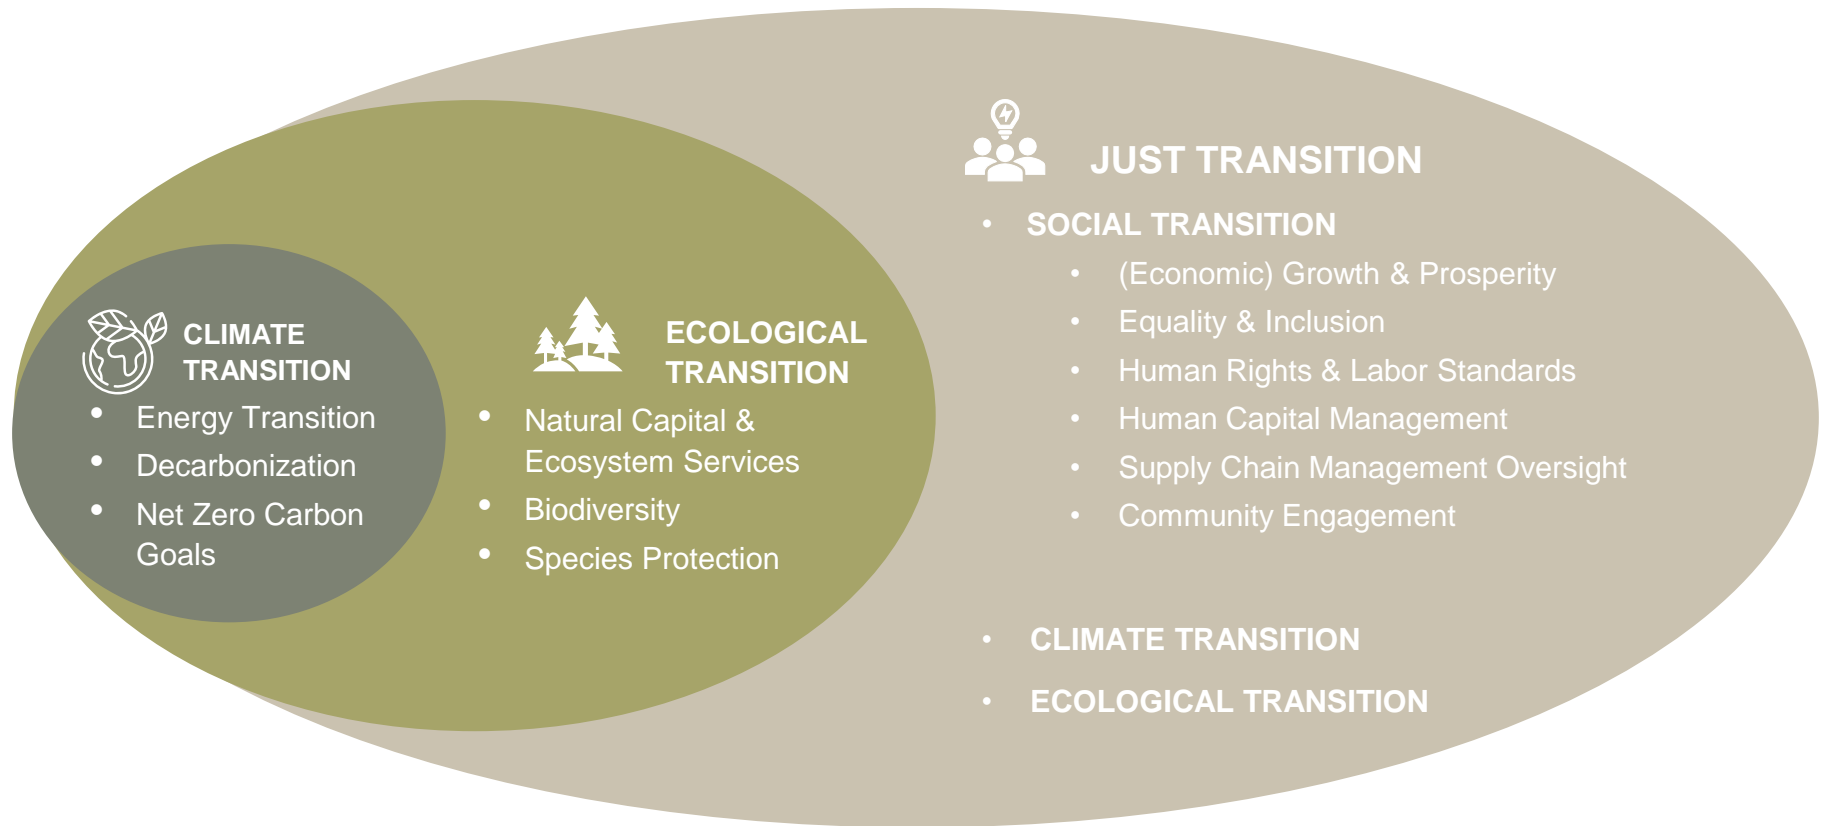 CLIMATE
TRANSITION
• Energy Transition
• Decarbonization
• Net Zero Carbon
Goals
ECOLOGICAL
TRANSITION
• Natural Capital &
Ecosystem Services
• Biodiversity
• Species Protection
JUST TRANSITION
• SOCIAL TRANSITION
• (Economic) Growth & Prosperity
• Equality & Inclusion
• Human Rights & Labor Standards
• Human Capital Management
• Supply Chain Management Oversight
• Community Engagement
• CLIMATE TRANSITION
• ECOLOGICAL TRANSITION